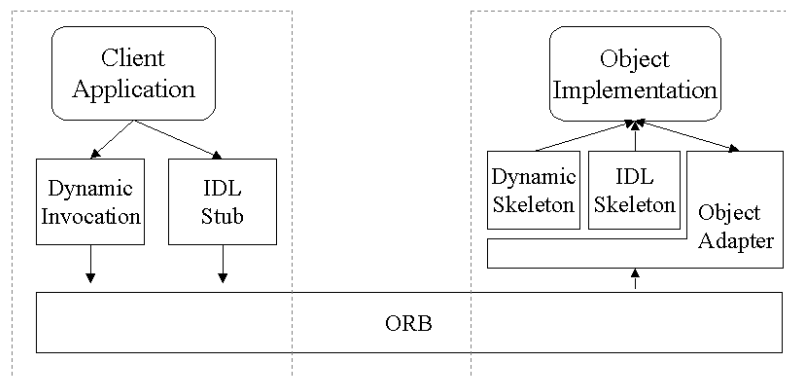 Client
Application
Object
Implementation
Dynamic
Invocation
IDL
Stub
Dynamic
Skeleton
IDL
Skeleton
Object
Adapter
ORB